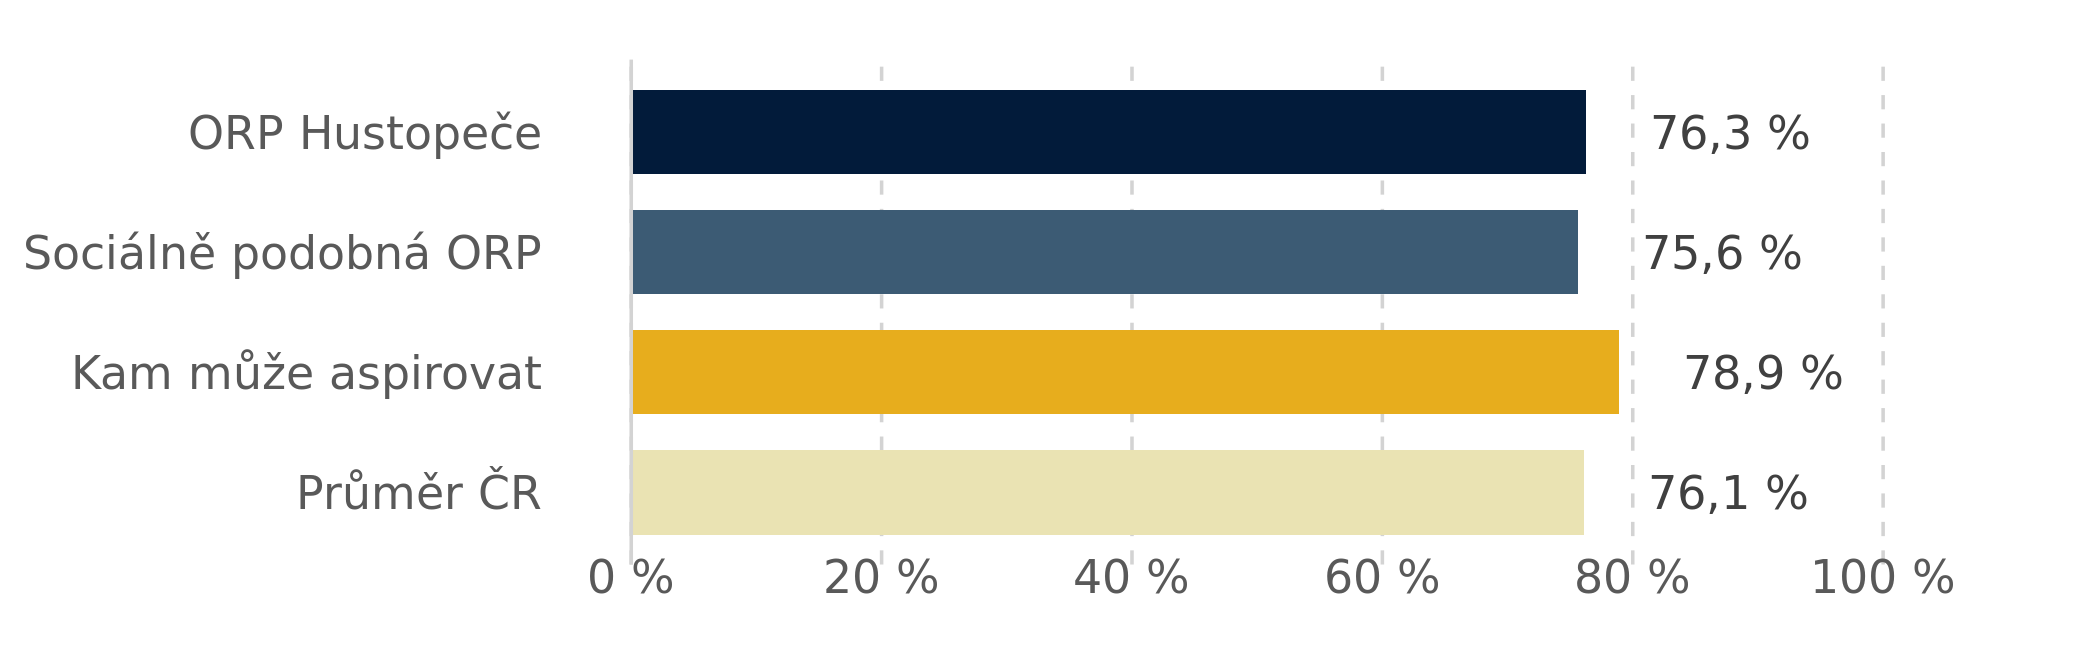 ORP Hustopeče 76,3 %
Sociálně podobná ORP 75,6 %
Kam může aspirovat 78,9 %
Průměr ČR 76,1 %
0 % 20 % 40 % 60 % 80 % 100 %